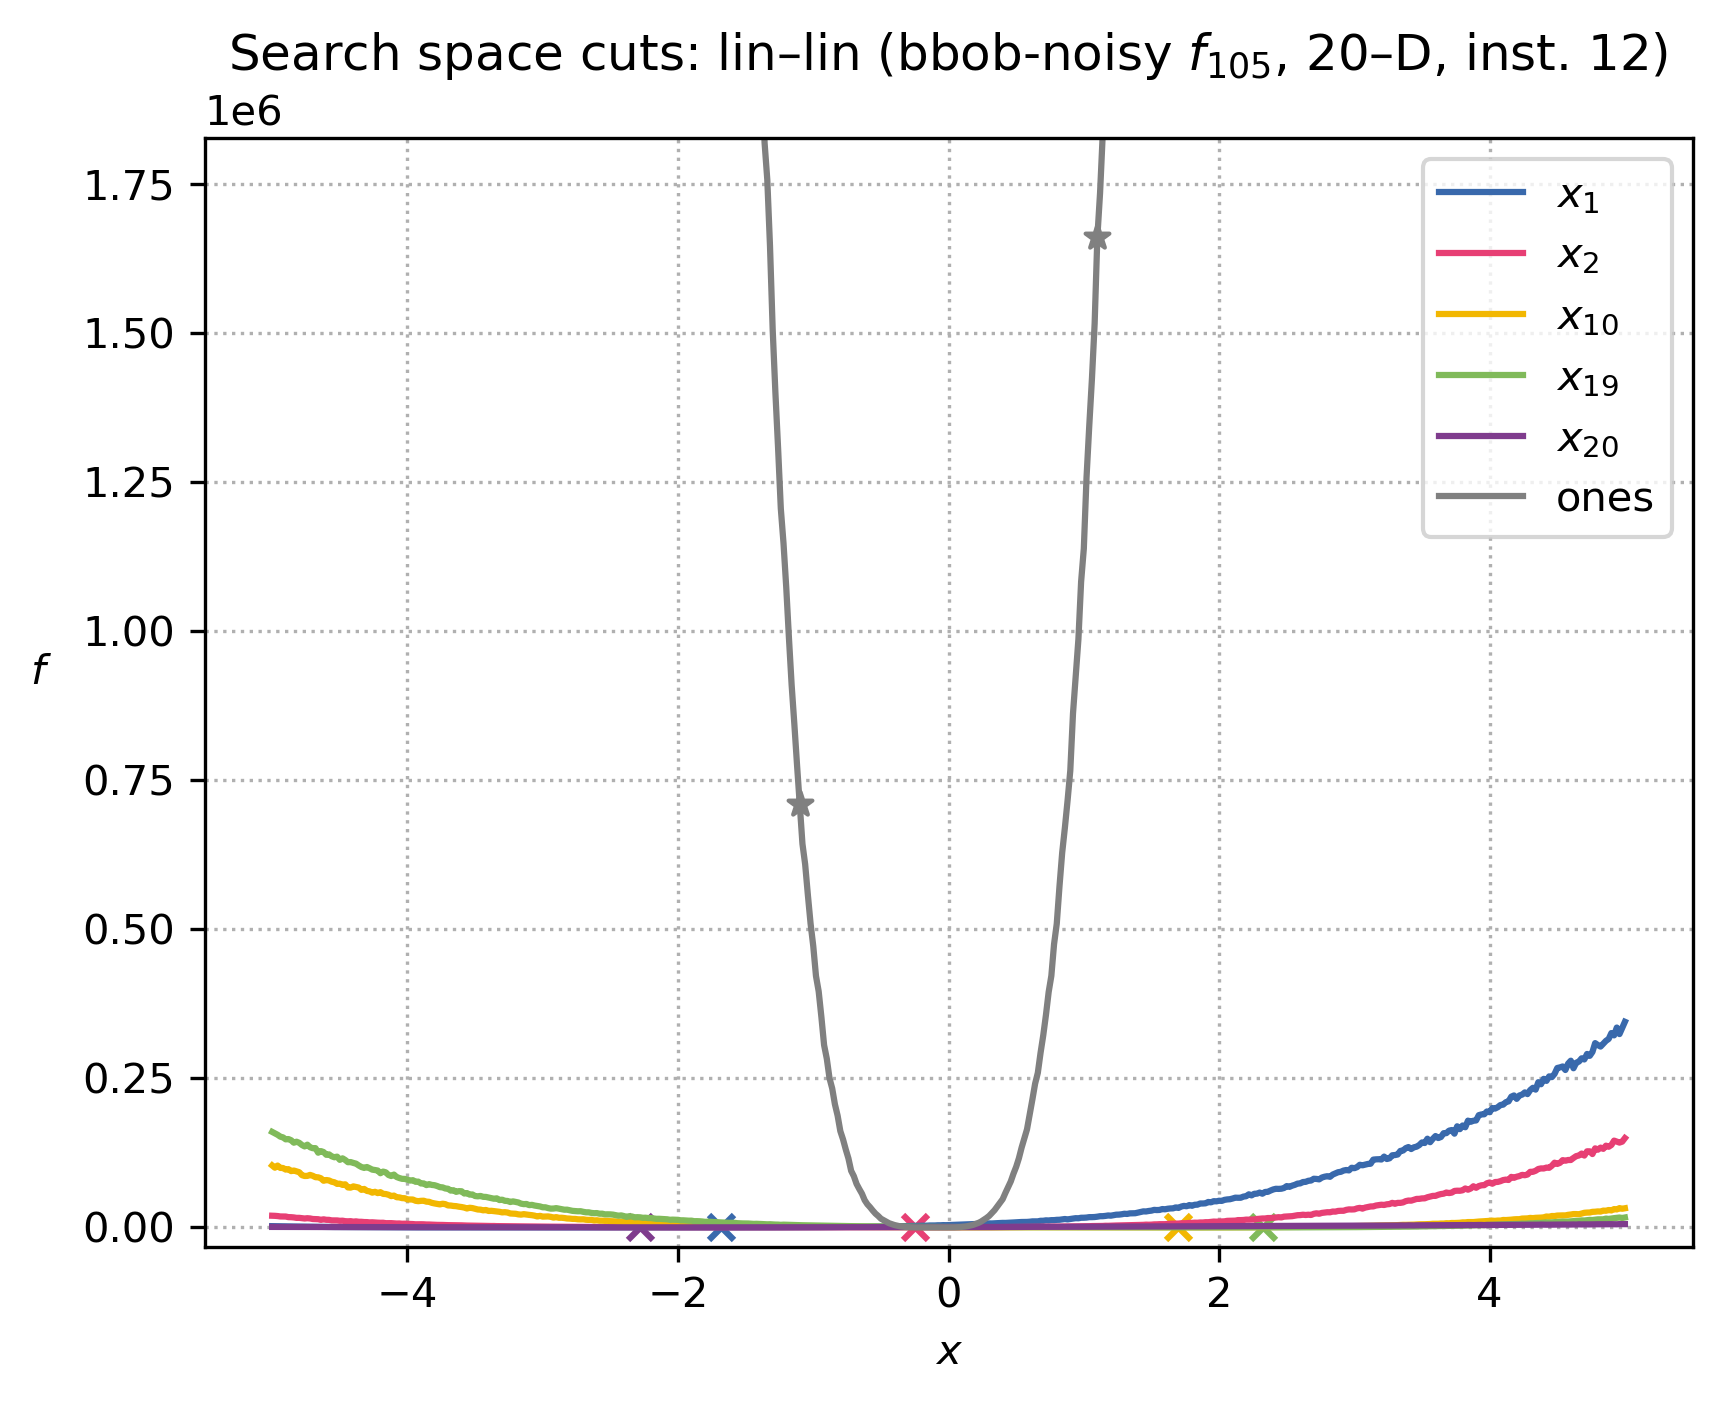 Search space cuts: lin–lin (bbob-noisy f₁₀₅, 20–D, inst. 12)
1e6
1.75
1.50
1.25
1.00
0.75
0.50
0.25
0.00
f
−4
−2
0
2
4
x
x₁
x₂
x₁₀
x₁₉
x₂₀
ones